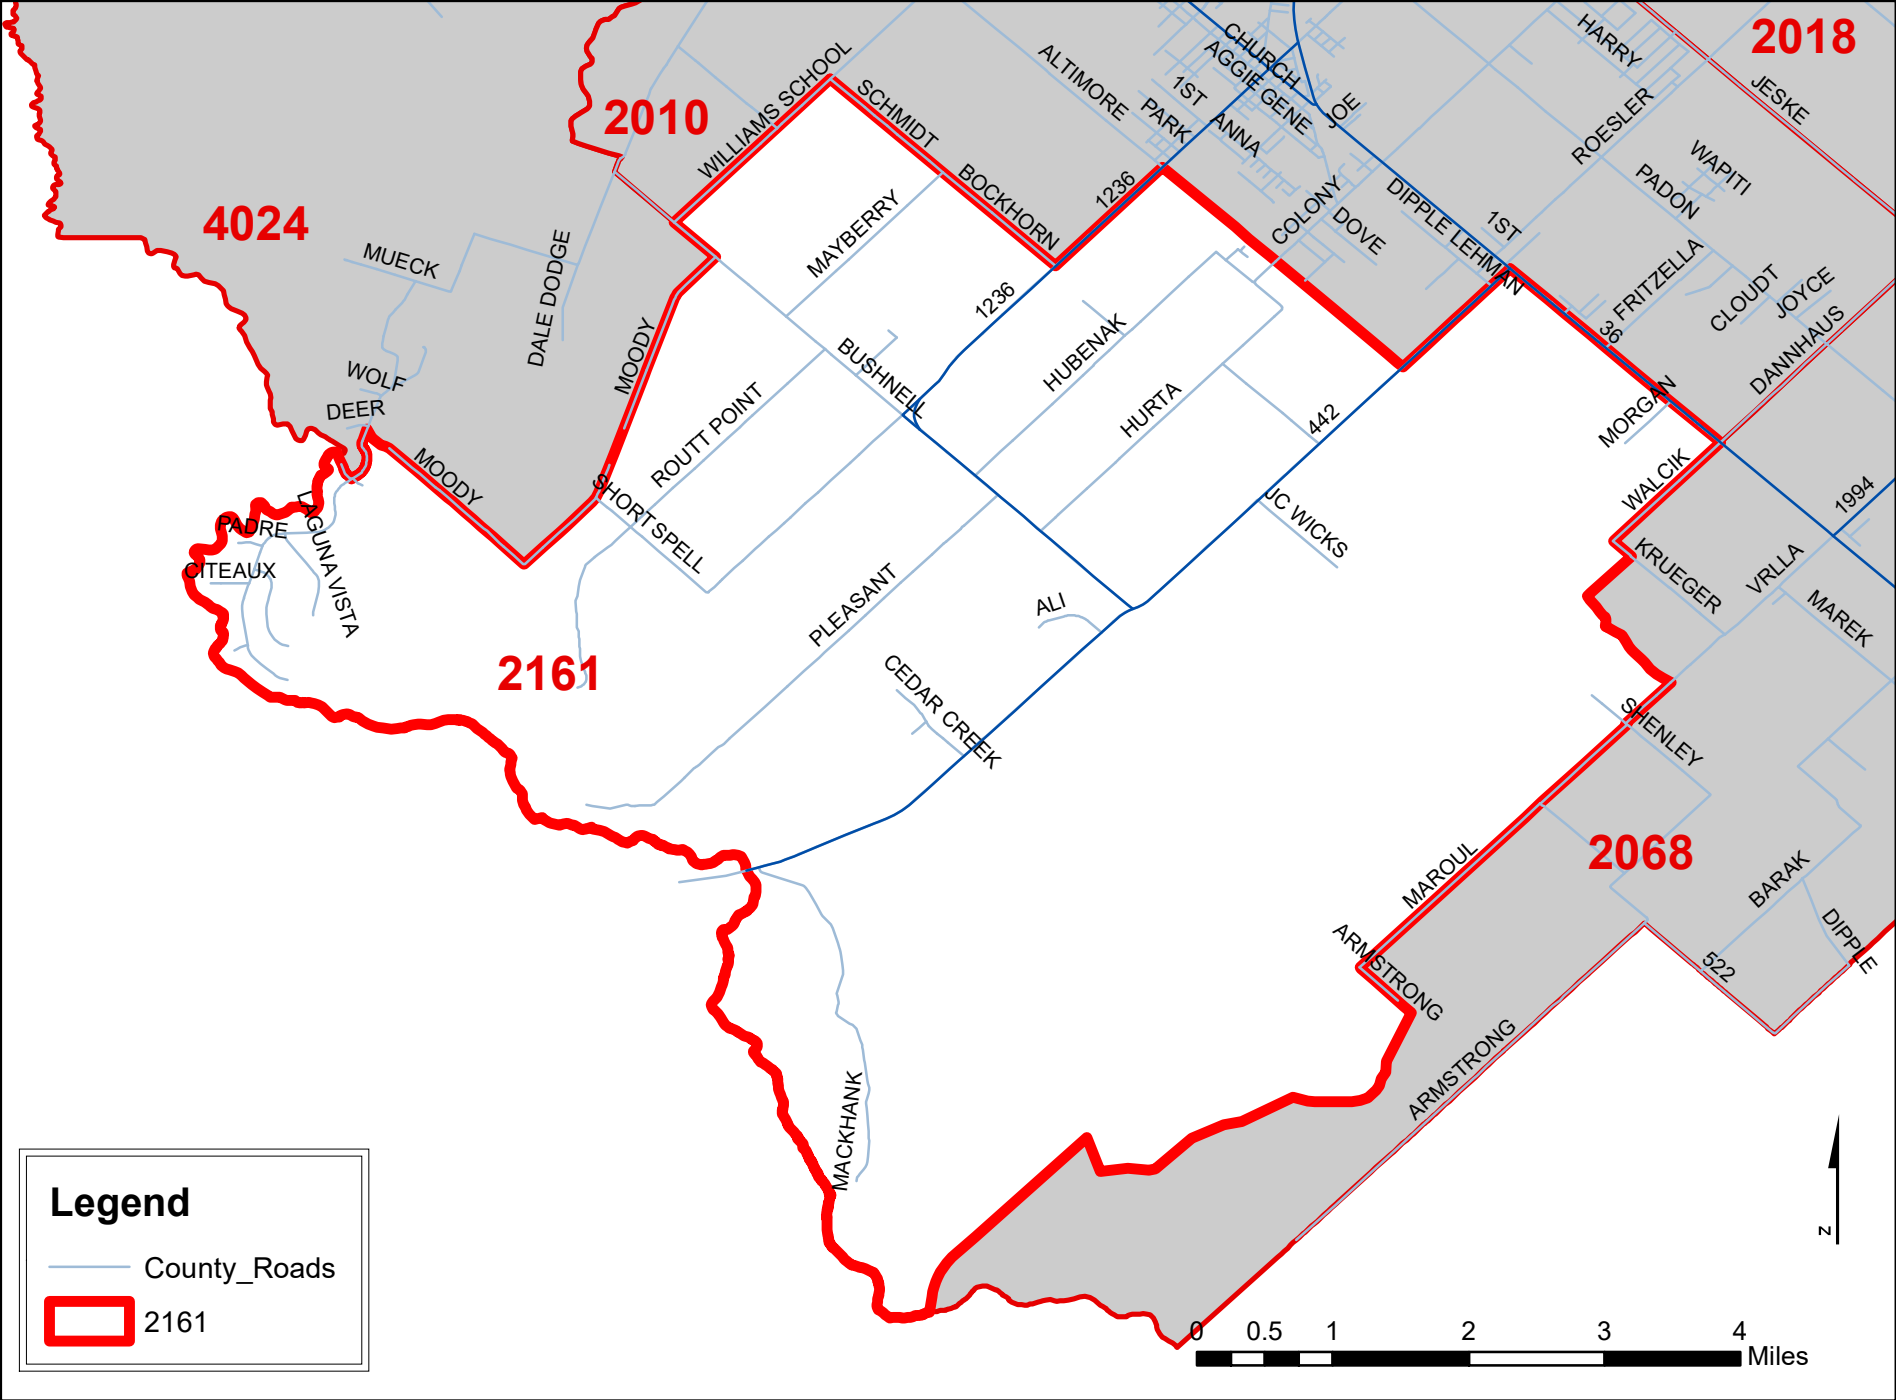 2018
HARRY
CHURCH
AGGIE
GENE
JOE
JESKE
ALTIMORE
1ST
PARK
ANNA
ROESLER
WAPITI
PADON
2010
WILLIAMS SCHOOL
SCHMIDT
BOCKHORN
1236
COLONY
DOVE
DIPPLE
LEHMAN
1ST
FRITZELLA
CLOUDT
JOYCE
DANNHAUS
36
4024
MUECK
DALE DODGE
MAYBERRY
MOODY
1236
BUSHNELL
HUBENAK
HURTA
442
MORGAN
WALCIK
1994
WOLF
DEER
MOODY
ROUTT POINT
SHORT
SPELL
JC WICKS
KRUEGER
VRLLA
MAREK
PADRE
LAGUNA VISTA
CITEAUX
2161
PLEASANT
ALI
CEDAR CREEK
SHENLEY
2068
MAROUL
BARAK
DIPPLE
522
ARMSTRONG
ARMSTRONG
MACKHANK
Legend
County_Roads
2161
N
0 0.5 1 2 3 4
Miles